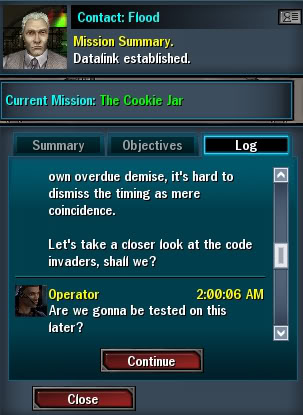 Contact: Flood
Mission Summary.
Datalink established.
Current Mission: The Cookie Jar
Summary
Objectives
Log
own overdue demise, it's hard to
dismiss the timing as mere
coincidence.
Let's take a closer look at the code
invaders, shall we?
Operator 2:00:06 AM
Are we gonna be tested on this
later?
Continue
Close